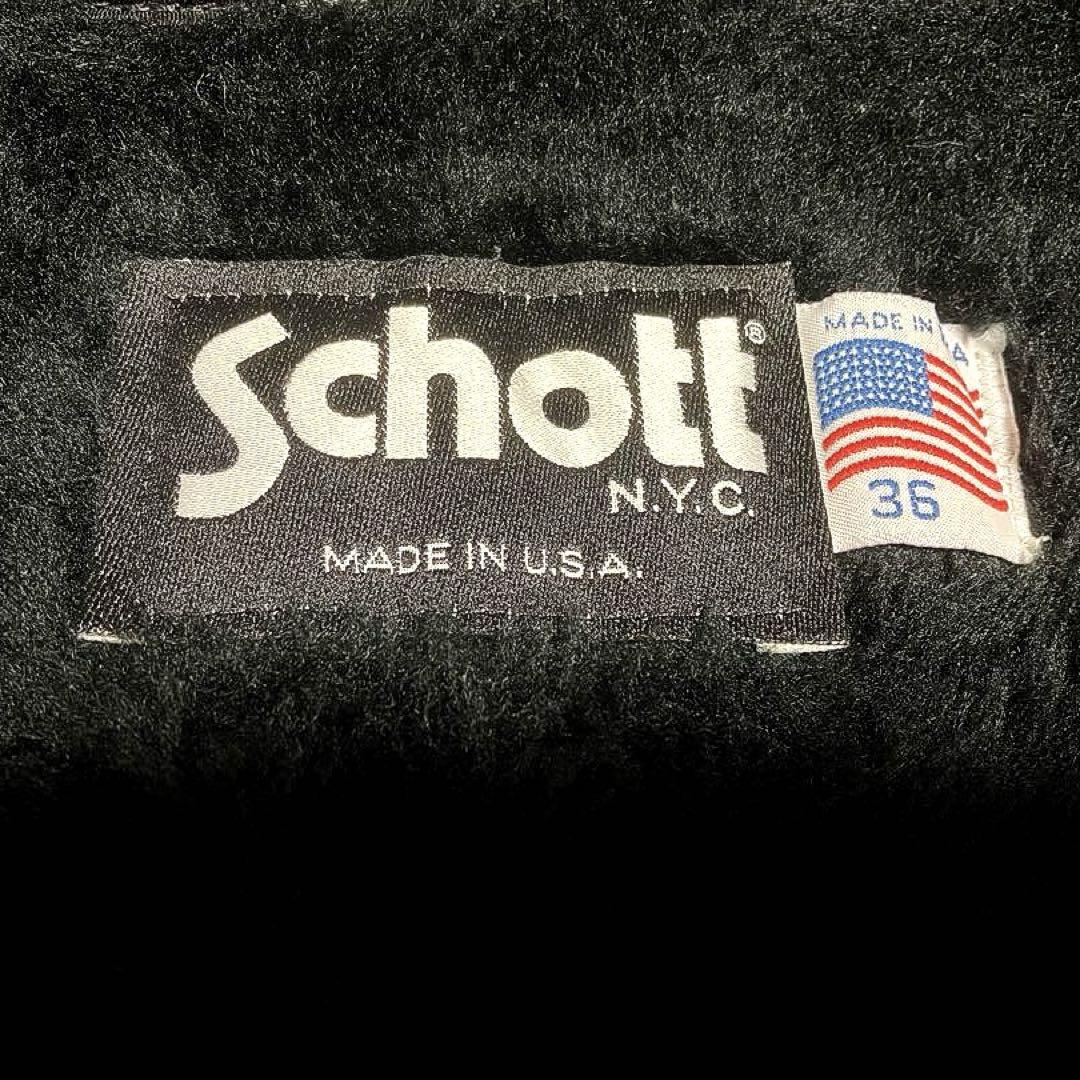 Schott®
N.Y.C.
MADE IN U.S.A.
MADE IN
A
36